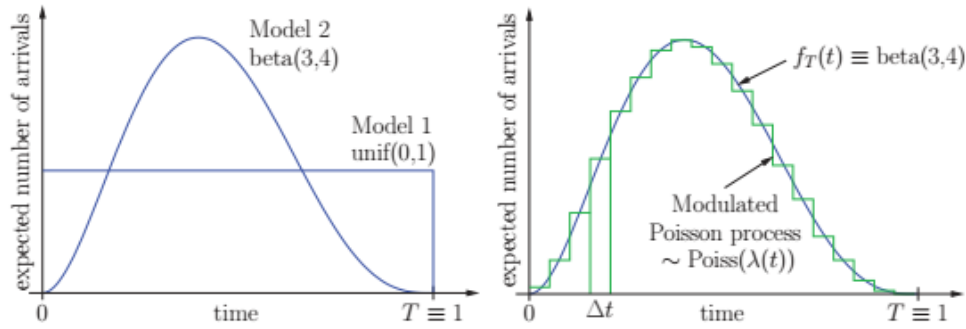 expected number of arrivals
Model 2
beta(3,4)
Model 1
unif(0,1)
0
time
T ≡ 1
expected number of arrivals
f_T(t) ≡ beta(3,4)
Modulated
Poisson process
∼ Poiss(λ(t))
0
Δt
time
T ≡ 1